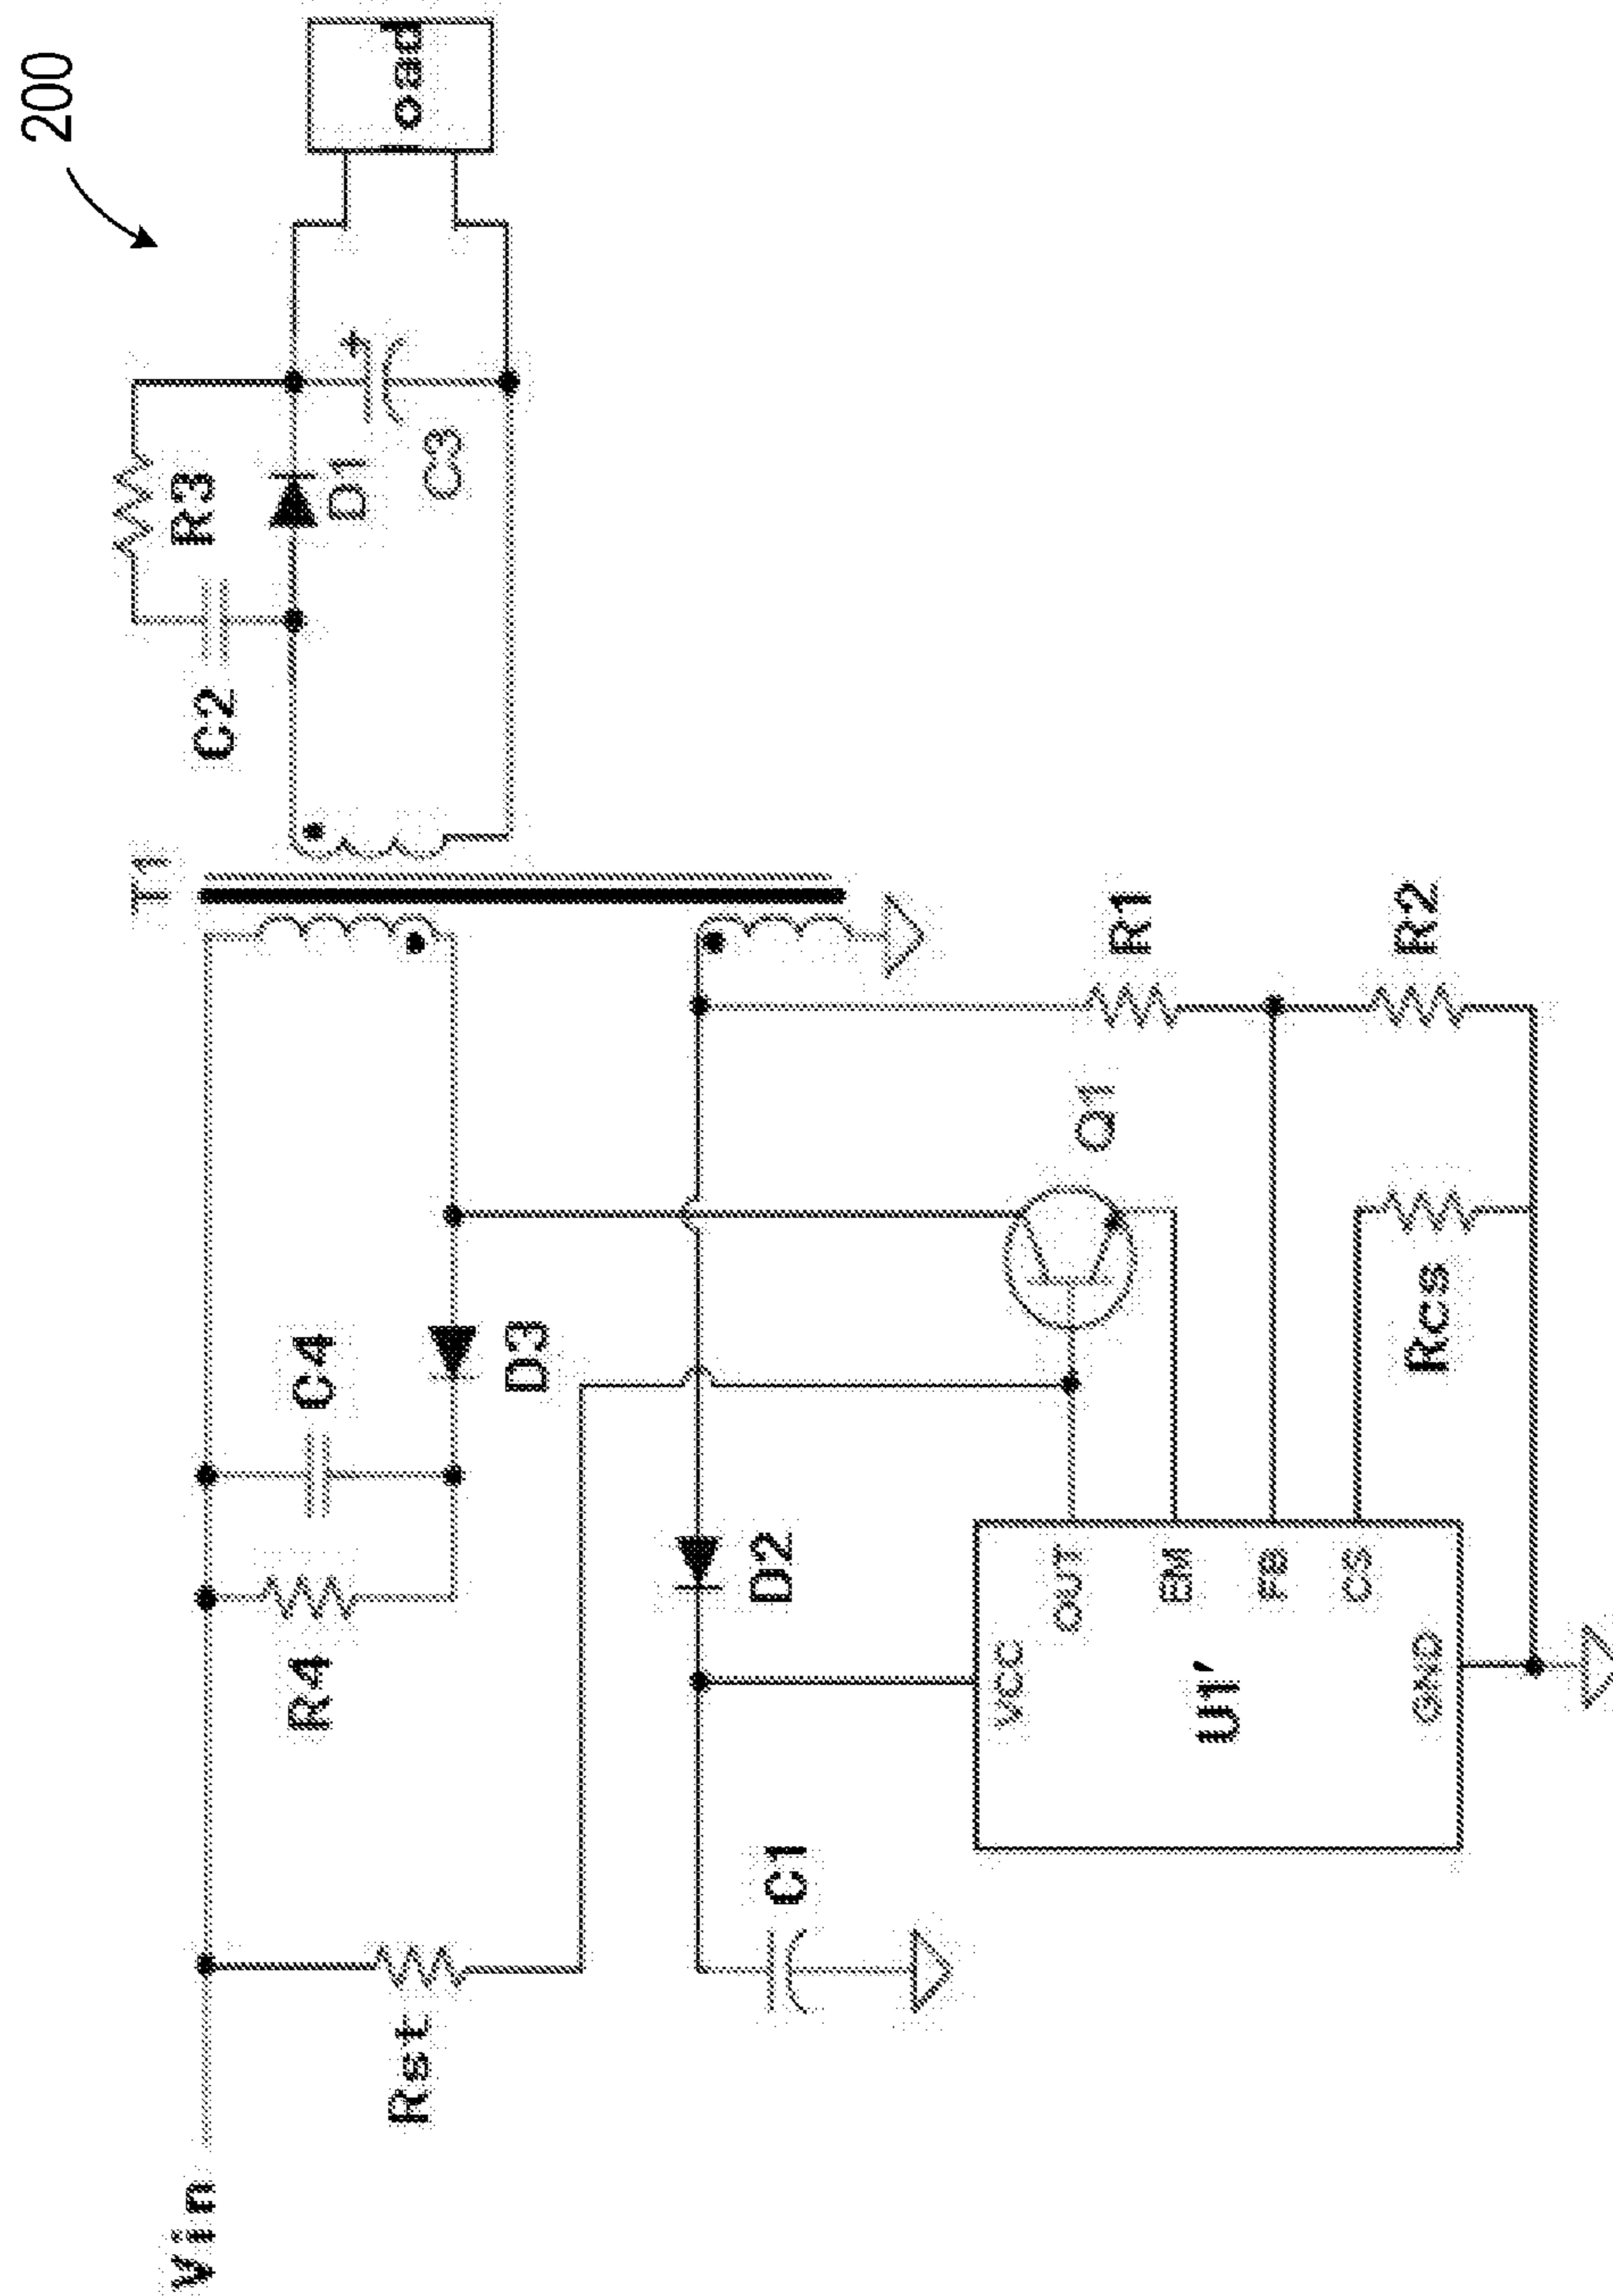 200
Vin
Rst
R4
C4
D3
T1
C2
R3
D1
C3
Load
C1
D2
Q1
R1
R2
Rcs
VCC
OUT
EM
FB
CS
GND
U1′